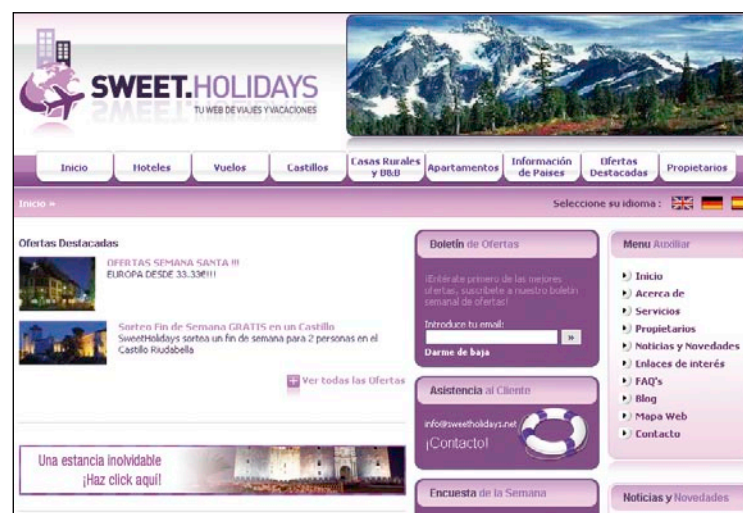 SWEET.HOLIDAYS
TU WEB DE VIAJES Y VACACIONES
Inicio
Hoteles
Vuelos
Castillos
Casas Rurales
y B&B
Apartamentos
Información
de Paises
Ofertas
Destacadas
Propietarios
Inicio »
Seleccione su idioma :
Ofertas Destacadas
OFERTAS SEMANA SANTA !!!
EUROPA DESDE 33.33€!!!
Sorteo Fin de Semana GRATIS en un Castillo
SweetHolidays sortea un fin de semana para 2 personas en el
Castillo Riudabella
Ver todas las Ofertas
Una estancia inolvidable
¡Haz click aquí!
Boletín de Ofertas
¡Entérate primero de las mejores
ofertas, suscribete a nuestro boletín
semanal de ofertas!
Introduce tu email:
»
Darme de baja
Asistencia al Cliente
info@sweetholidays.net
¡Contacto!
Encuesta de la Semana
Menu Auxiliar
Inicio
Acerca de
Servicios
Propietarios
Noticias y Novedades
Enlaces de interés
FAQ's
Blog
Mapa Web
Contacto
Noticias y Novedades